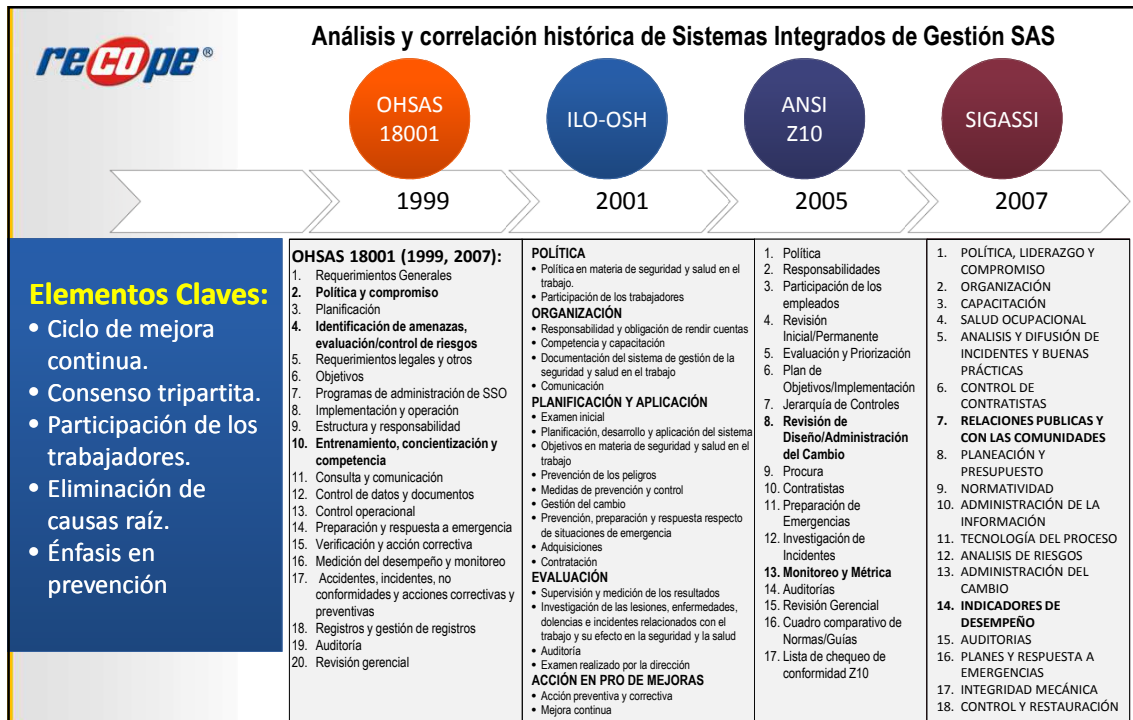 recope®
Análisis y correlación histórica de Sistemas Integrados de Gestión SAS
OHSAS
18001
ILO-OSH
ANSI
Z10
SIGASSI
1999
2001
2005
2007
Elementos Claves:
• Ciclo de mejora
continua.
• Consenso tripartita.
• Participación de los
trabajadores.
• Eliminación de
causas raíz.
• Énfasis en
prevención
OHSAS 18001 (1999, 2007):
1. Requerimientos Generales
2. Política y compromiso
3. Planificación
4. Identificación de amenazas,
evaluación/control de riesgos
5. Requerimientos legales y otros
6. Objetivos
7. Programas de administración de SSO
8. Implementación y operación
9. Estructura y responsabilidad
10. Entrenamiento, concientización y
competencia
11. Consulta y comunicación
12. Control de datos y documentos
13. Control operacional
14. Preparación y respuesta a emergencia
15. Verificación y acción correctiva
16. Medición del desempeño y monitoreo
17. Accidentes, incidentes, no
conformidades y acciones correctivas y
preventivas
18. Registros y gestión de registros
19. Auditoría
20. Revisión gerencial
POLÍTICA
• Política en materia de seguridad y salud en el
trabajo.
• Participación de los trabajadores
ORGANIZACIÓN
• Responsabilidad y obligación de rendir cuentas
• Competencia y capacitación
• Documentación del sistema de gestión de la
seguridad y salud en el trabajo
• Comunicación
PLANIFICACIÓN Y APLICACIÓN
• Examen inicial
• Planificación, desarrollo y aplicación del sistema
• Objetivos en materia de seguridad y salud en el
trabajo
• Prevención de los peligros
• Medidas de prevención y control
• Gestión del cambio
• Prevención, preparación y respuesta respecto
de situaciones de emergencia
• Adquisiciones
• Contratación
EVALUACIÓN
• Supervisión y medición de los resultados
• Investigación de las lesiones, enfermedades,
dolencias e incidentes relacionados con el
trabajo y su efecto en la seguridad y la salud
• Auditoría
• Examen realizado por la dirección
ACCIÓN EN PRO DE MEJORAS
• Acción preventiva y correctiva
• Mejora continua
1. Política
2. Responsabilidades
3. Participación de los
empleados
4. Revisión
Inicial/Permanente
5. Evaluación y Priorización
6. Plan de
Objetivos/Implementación
7. Jerarquía de Controles
8. Revisión de
Diseño/Administración
del Cambio
9. Procura
10. Contratistas
11. Preparación de
Emergencias
12. Investigación de
Incidentes
13. Monitoreo y Métrica
14. Auditorías
15. Revisión Gerencial
16. Cuadro comparativo de
Normas/Guías
17. Lista de chequeo de
conformidad Z10
1. POLÍTICA, LIDERAZGO Y
COMPROMISO
2. ORGANIZACIÓN
3. CAPACITACIÓN
4. SALUD OCUPACIONAL
5. ANALISIS Y DIFUSIÓN DE
INCIDENTES Y BUENAS
PRÁCTICAS
6. CONTROL DE
CONTRATISTAS
7. RELACIONES PUBLICAS Y
CON LAS COMUNIDADES
8. PLANEACIÓN Y
PRESUPUESTO
9. NORMATIVIDAD
10. ADMINISTRACIÓN DE LA
INFORMACIÓN
11. TECNOLOGÍA DEL PROCESO
12. ANALISIS DE RIESGOS
13. ADMINISTRACIÓN DEL
CAMBIO
14. INDICADORES DE
DESEMPEÑO
15. AUDITORIAS
16. PLANES Y RESPUESTA A
EMERGENCIAS
17. INTEGRIDAD MECÁNICA
18. CONTROL Y RESTAURACIÓN